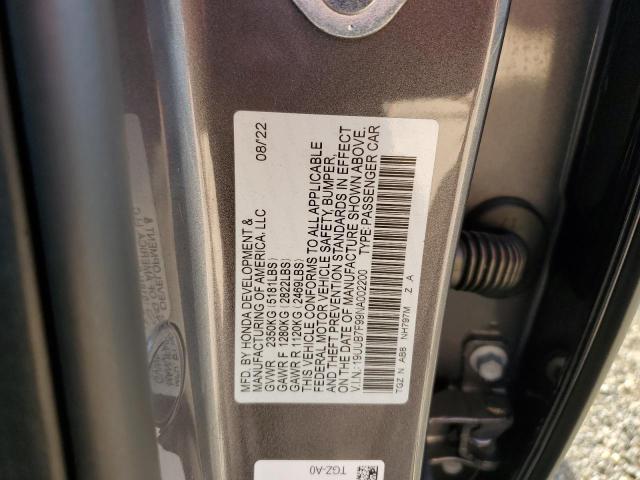 MFD. BY HONDA DEVELOPMENT & 08/22
MANUFACTURING OF AMERICA, LLC
GVWR 2350KG (5181LBS)
GAWR F 1280KG (2822LBS)
GAWR R 1120KG (2469LBS)
THIS VEHICLE CONFORMS TO ALL APPLICABLE
FEDERAL MOTOR VEHICLE SAFETY, BUMPER,
AND THEFT PREVENTION STANDARDS IN EFFECT
ON THE DATE OF MANUFACTURE SHOWN ABOVE.
V.I.N.: 19UUB7F99NA002200 TYPE:PASSENGER CAR
TGZ N ABB NH797M Z A
TGZ-A0